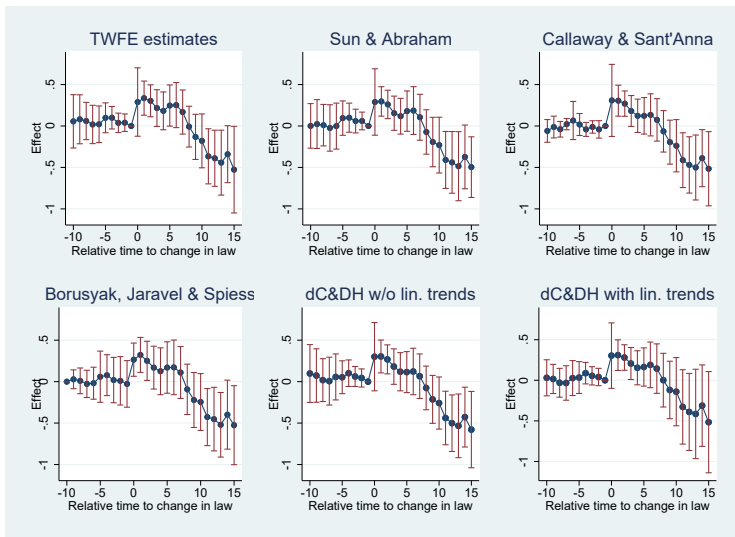 TWFE estimates
Sun & Abraham
Callaway & Sant'Anna
Effect
.5
0
-.5
-1
-10 -5 0 5 10 15
Relative time to change in law
Effect
.5
0
-.5
-1
-10 -5 0 5 10 15
Relative time to change in law
Effect
.5
0
-.5
-1
-10 -5 0 5 10 15
Relative time to change in law
Borusyak, Jaravel & Spiess
dC&DH w/o lin. trends
dC&DH with lin. trends
Effect
.5
0
-.5
-1
-10 -5 0 5 10 15
Relative time to change in law
Effect
.5
0
-.5
-1
-10 -5 0 5 10 15
Relative time to change in law
Effect
.5
0
-.5
-1
-10 -5 0 5 10 15
Relative time to change in law